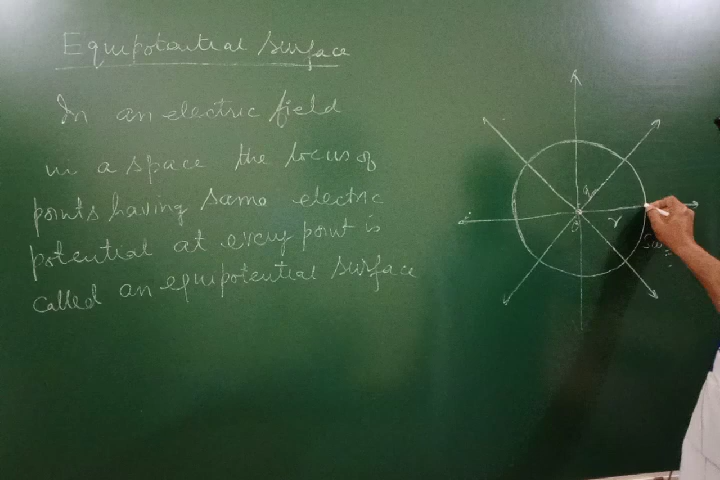 Equipotential Surface
In an electric field
in a space the locus of
points having same electric
potential at every point is
called an equipotential surface
r